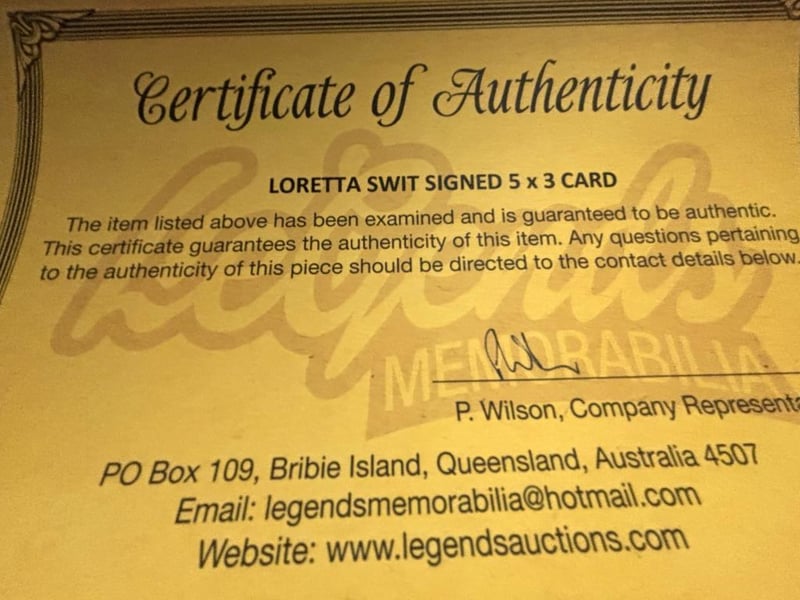 Certificate of Authenticity
LORETTA SWIT SIGNED 5 x 3 CARD
The item listed above has been examined and is guaranteed to be authentic.
This certificate guarantees the authenticity of this item. Any questions pertaining
to the authenticity of this piece should be directed to the contact details below.
Legends
MEMORABILIA
P. Wilson, Company Representa
PO Box 109, Bribie Island, Queensland, Australia 4507
Email: legendsmemorabilia@hotmail.com
Website: www.legendsauctions.com